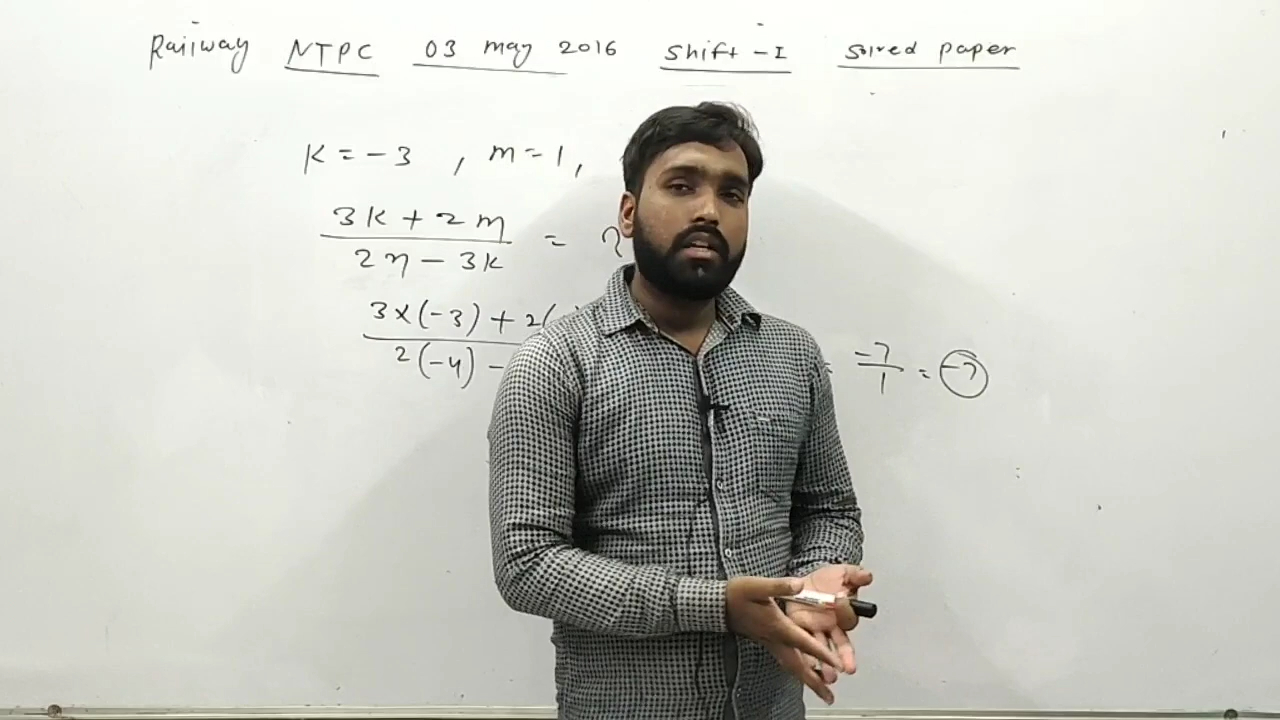 Railway NTPC 03 may 2016 Shift-I Solved paper
K = -3 , m = 1,
3K + 2m
2n - 3K
= ?
3×(-3) + 2(
2(-4) -
= -7
1
= -7